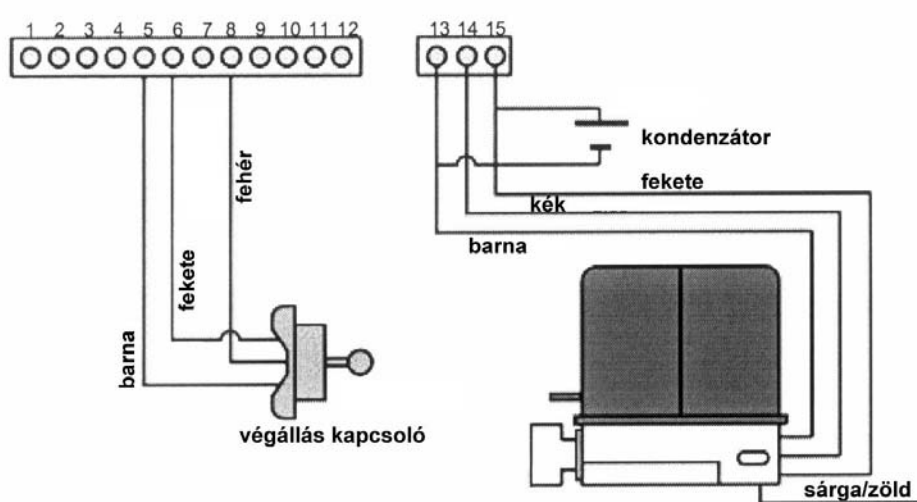 1 2 3 4 5 6 7 8 9 10 11 12
13 14 15
kondenzátor
fekete
kék
barna
fehér
fekete
barna
végállás kapcsoló
sárga/zöld